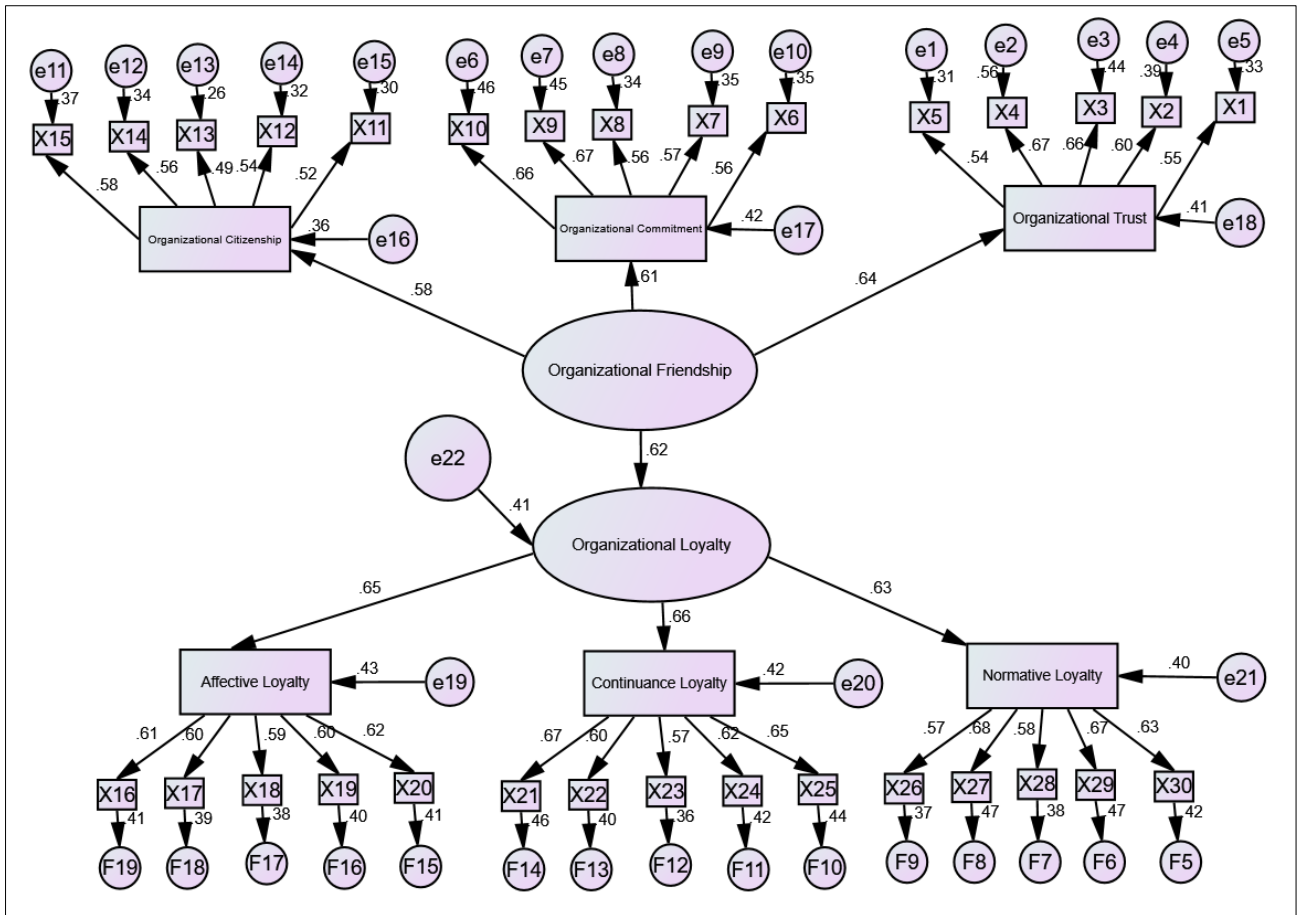 e11 e12 e13 e14 e15 e6 e7 e8 e9 e10 e1 e2 e3 e4 e5
.37 .34 .26 .32 .30 .46 .45 .34 .35 .35 .31 .56 .44 .39 .33
X15 X14 X13 X12 X11 X10 X9 X8 X7 X6 X5 X4 X3 X2 X1
.58 .56 .49 .54 .52 .66 .67 .56 .57 .56 .54 .67 .66 .60 .55
Organizational Citizenship .36 e16 Organizational Commitment .42 e17 Organizational Trust .41 e18
.58 .61 .64
Organizational Friendship
.62
e22
.41
Organizational Loyalty
.65 .66 .63
Affective Loyalty .43 e19 Continuance Loyalty .42 e20 Normative Loyalty .40 e21
.61 .60 .59 .60 .62 .67 .60 .57 .62 .65 .57 .68 .58 .67 .63
X16 X17 X18 X19 X20 X21 X22 X23 X24 X25 X26 X27 X28 X29 X30
.41 .39 .38 .40 .41 .46 .40 .36 .42 .44 .37 .47 .38 .47 .42
F19 F18 F17 F16 F15 F14 F13 F12 F11 F10 F9 F8 F7 F6 F5